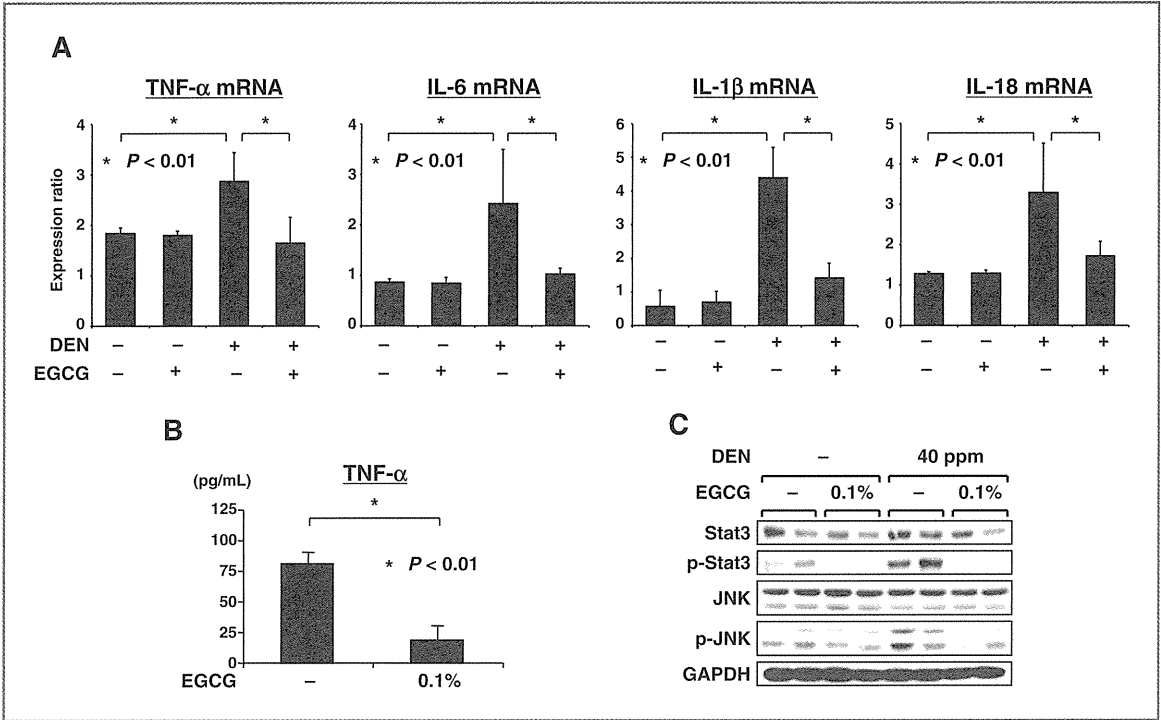 A
TNF-α mRNA
IL-6 mRNA
IL-1β mRNA
IL-18 mRNA
Expression ratio
4
3
2
1
0
* *
* P < 0.01
4
3
2
1
0
* *
* P < 0.01
6
5
4
3
2
1
0
* *
* P < 0.01
5
4
3
2
1
0
* *
* P < 0.01
DEN – – + + – – + + – – + + – – + +
EGCG – + – + – + – + – + – + – + – +
B
TNF-α
(pg/mL)
125
100
75
50
25
0
*
* P < 0.01
EGCG – 0.1%
C
DEN – 40 ppm
EGCG – 0.1% – 0.1%
Stat3
p-Stat3
JNK
p-JNK
GAPDH